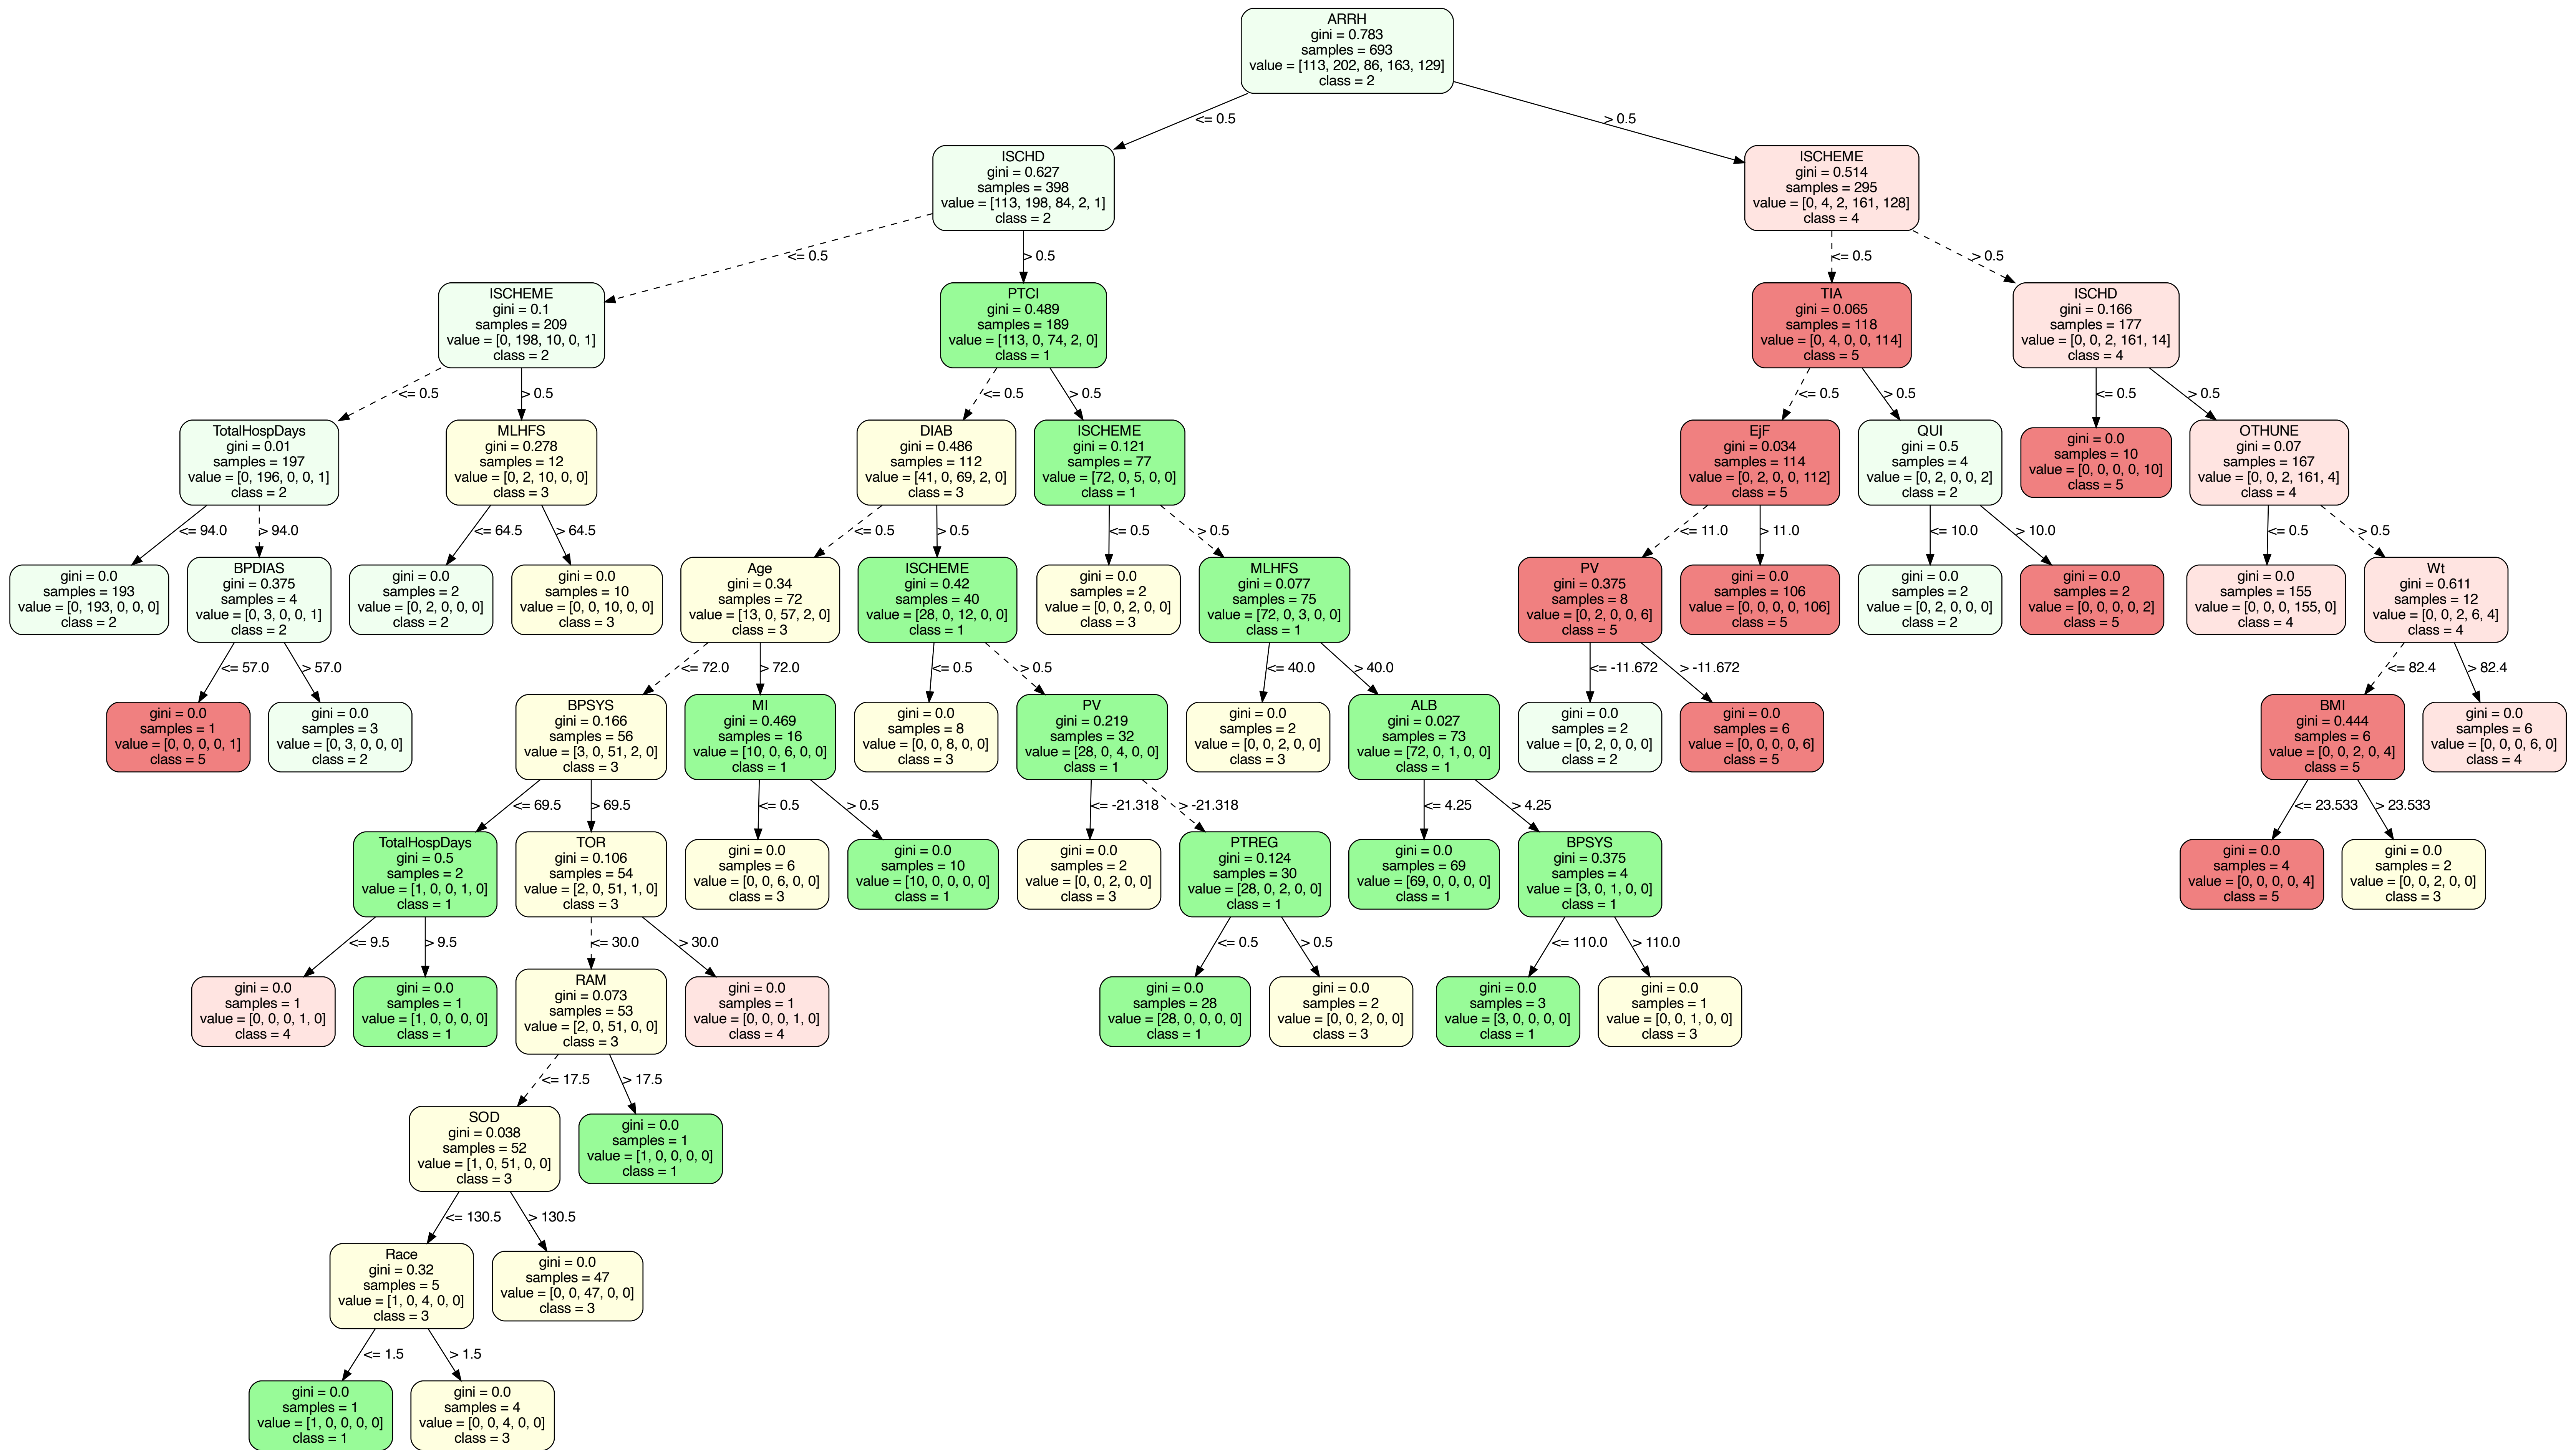 ARRH
gini = 0.783
samples = 693
value = [113, 202, 86, 163, 129]
class = 2
<= 0.5
> 0.5
ISCHD
gini = 0.627
samples = 398
value = [113, 198, 84, 2, 1]
class = 2
ISCHEME
gini = 0.514
samples = 295
value = [0, 4, 2, 161, 128]
class = 4
<= 0.5
> 0.5
<= 0.5
> 0.5
ISCHEME
gini = 0.1
samples = 209
value = [0, 198, 10, 0, 1]
class = 2
PTCI
gini = 0.489
samples = 189
value = [113, 0, 74, 2, 0]
class = 1
TIA
gini = 0.065
samples = 118
value = [0, 4, 0, 0, 114]
class = 5
ISCHD
gini = 0.166
samples = 177
value = [0, 0, 2, 161, 14]
class = 4
<= 0.5
> 0.5
<= 0.5
> 0.5
<= 0.5
> 0.5
<= 0.5
> 0.5
TotalHospDays
gini = 0.01
samples = 197
value = [0, 196, 0, 0, 1]
class = 2
MLHFS
gini = 0.278
samples = 12
value = [0, 2, 10, 0, 0]
class = 3
DIAB
gini = 0.486
samples = 112
value = [41, 0, 69, 2, 0]
class = 3
ISCHEME
gini = 0.121
samples = 77
value = [72, 0, 5, 0, 0]
class = 1
EjF
gini = 0.034
samples = 114
value = [0, 2, 0, 0, 112]
class = 5
QUI
gini = 0.5
samples = 4
value = [0, 2, 0, 0, 2]
class = 2
gini = 0.0
samples = 10
value = [0, 0, 0, 0, 10]
class = 5
OTHUNE
gini = 0.07
samples = 167
value = [0, 0, 2, 161, 4]
class = 4
<= 94.0
> 94.0
<= 64.5
> 64.5
<= 0.5
> 0.5
<= 0.5
> 0.5
<= 11.0
> 11.0
<= 10.0
> 10.0
<= 0.5
> 0.5
gini = 0.0
samples = 193
value = [0, 193, 0, 0, 0]
class = 2
BPDIAS
gini = 0.375
samples = 4
value = [0, 3, 0, 0, 1]
class = 2
gini = 0.0
samples = 2
value = [0, 2, 0, 0, 0]
class = 2
gini = 0.0
samples = 10
value = [0, 0, 10, 0, 0]
class = 3
Age
gini = 0.34
samples = 72
value = [13, 0, 57, 2, 0]
class = 3
ISCHEME
gini = 0.42
samples = 40
value = [28, 0, 12, 0, 0]
class = 1
gini = 0.0
samples = 2
value = [0, 0, 2, 0, 0]
class = 3
MLHFS
gini = 0.077
samples = 75
value = [72, 0, 3, 0, 0]
class = 1
PV
gini = 0.375
samples = 8
value = [0, 2, 0, 0, 6]
class = 5
gini = 0.0
samples = 106
value = [0, 0, 0, 0, 106]
class = 5
gini = 0.0
samples = 2
value = [0, 2, 0, 0, 0]
class = 2
gini = 0.0
samples = 2
value = [0, 0, 0, 0, 2]
class = 5
gini = 0.0
samples = 155
value = [0, 0, 0, 155, 0]
class = 4
Wt
gini = 0.611
samples = 12
value = [0, 0, 2, 6, 4]
class = 4
<= 57.0
> 57.0
<= 72.0
> 72.0
<= 0.5
> 0.5
<= 40.0
> 40.0
<= -11.672
> -11.672
<= 82.4
> 82.4
gini = 0.0
samples = 1
value = [0, 0, 0, 0, 1]
class = 5
gini = 0.0
samples = 3
value = [0, 3, 0, 0, 0]
class = 2
BPSYS
gini = 0.166
samples = 56
value = [3, 0, 51, 2, 0]
class = 3
MI
gini = 0.469
samples = 16
value = [10, 0, 6, 0, 0]
class = 1
gini = 0.0
samples = 8
value = [0, 0, 8, 0, 0]
class = 3
PV
gini = 0.219
samples = 32
value = [28, 0, 4, 0, 0]
class = 1
gini = 0.0
samples = 2
value = [0, 0, 2, 0, 0]
class = 3
ALB
gini = 0.027
samples = 73
value = [72, 0, 1, 0, 0]
class = 1
gini = 0.0
samples = 2
value = [0, 2, 0, 0, 0]
class = 2
gini = 0.0
samples = 6
value = [0, 0, 0, 0, 6]
class = 5
BMI
gini = 0.444
samples = 6
value = [0, 0, 2, 0, 4]
class = 5
gini = 0.0
samples = 6
value = [0, 0, 0, 6, 0]
class = 4
<= 69.5
> 69.5
<= 0.5
> 0.5
<= -21.318
> -21.318
<= 4.25
> 4.25
<= 23.533
> 23.533
TotalHospDays
gini = 0.5
samples = 2
value = [1, 0, 0, 1, 0]
class = 1
TOR
gini = 0.106
samples = 54
value = [2, 0, 51, 1, 0]
class = 3
gini = 0.0
samples = 6
value = [0, 0, 6, 0, 0]
class = 3
gini = 0.0
samples = 10
value = [10, 0, 0, 0, 0]
class = 1
gini = 0.0
samples = 2
value = [0, 0, 2, 0, 0]
class = 3
PTREG
gini = 0.124
samples = 30
value = [28, 0, 2, 0, 0]
class = 1
gini = 0.0
samples = 69
value = [69, 0, 0, 0, 0]
class = 1
BPSYS
gini = 0.375
samples = 4
value = [3, 0, 1, 0, 0]
class = 1
gini = 0.0
samples = 4
value = [0, 0, 0, 0, 4]
class = 5
gini = 0.0
samples = 2
value = [0, 0, 2, 0, 0]
class = 3
<= 9.5
> 9.5
<= 30.0
> 30.0
<= 0.5
> 0.5
<= 110.0
> 110.0
gini = 0.0
samples = 1
value = [0, 0, 0, 1, 0]
class = 4
gini = 0.0
samples = 1
value = [1, 0, 0, 0, 0]
class = 1
RAM
gini = 0.073
samples = 53
value = [2, 0, 51, 0, 0]
class = 3
gini = 0.0
samples = 1
value = [0, 0, 0, 1, 0]
class = 4
gini = 0.0
samples = 28
value = [28, 0, 0, 0, 0]
class = 1
gini = 0.0
samples = 2
value = [0, 0, 2, 0, 0]
class = 3
gini = 0.0
samples = 3
value = [3, 0, 0, 0, 0]
class = 1
gini = 0.0
samples = 1
value = [0, 0, 1, 0, 0]
class = 3
<= 17.5
> 17.5
SOD
gini = 0.038
samples = 52
value = [1, 0, 51, 0, 0]
class = 3
gini = 0.0
samples = 1
value = [1, 0, 0, 0, 0]
class = 1
<= 130.5
> 130.5
Race
gini = 0.32
samples = 5
value = [1, 0, 4, 0, 0]
class = 3
gini = 0.0
samples = 47
value = [0, 0, 47, 0, 0]
class = 3
<= 1.5
> 1.5
gini = 0.0
samples = 1
value = [1, 0, 0, 0, 0]
class = 1
gini = 0.0
samples = 4
value = [0, 0, 4, 0, 0]
class = 3